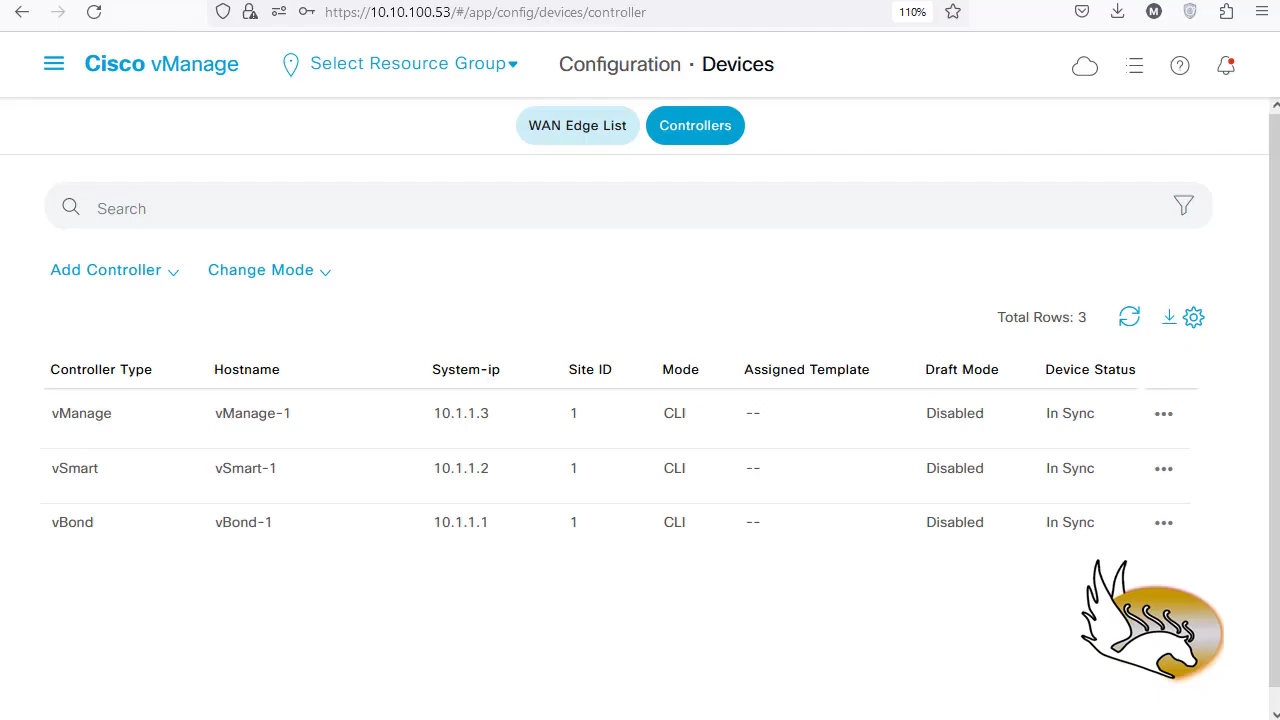 https://10.10.100.53/#/app/config/devices/controller 110% M
Cisco vManage Select Resource Group Configuration · Devices
WAN Edge List Controllers
Search
Add Controller Change Mode
Total Rows: 3
Controller Type Hostname System-ip Site ID Mode Assigned Template Draft Mode Device Status
vManage vManage-1 10.1.1.3 1 CLI -- Disabled In Sync
vSmart vSmart-1 10.1.1.2 1 CLI -- Disabled In Sync
vBond vBond-1 10.1.1.1 1 CLI -- Disabled In Sync